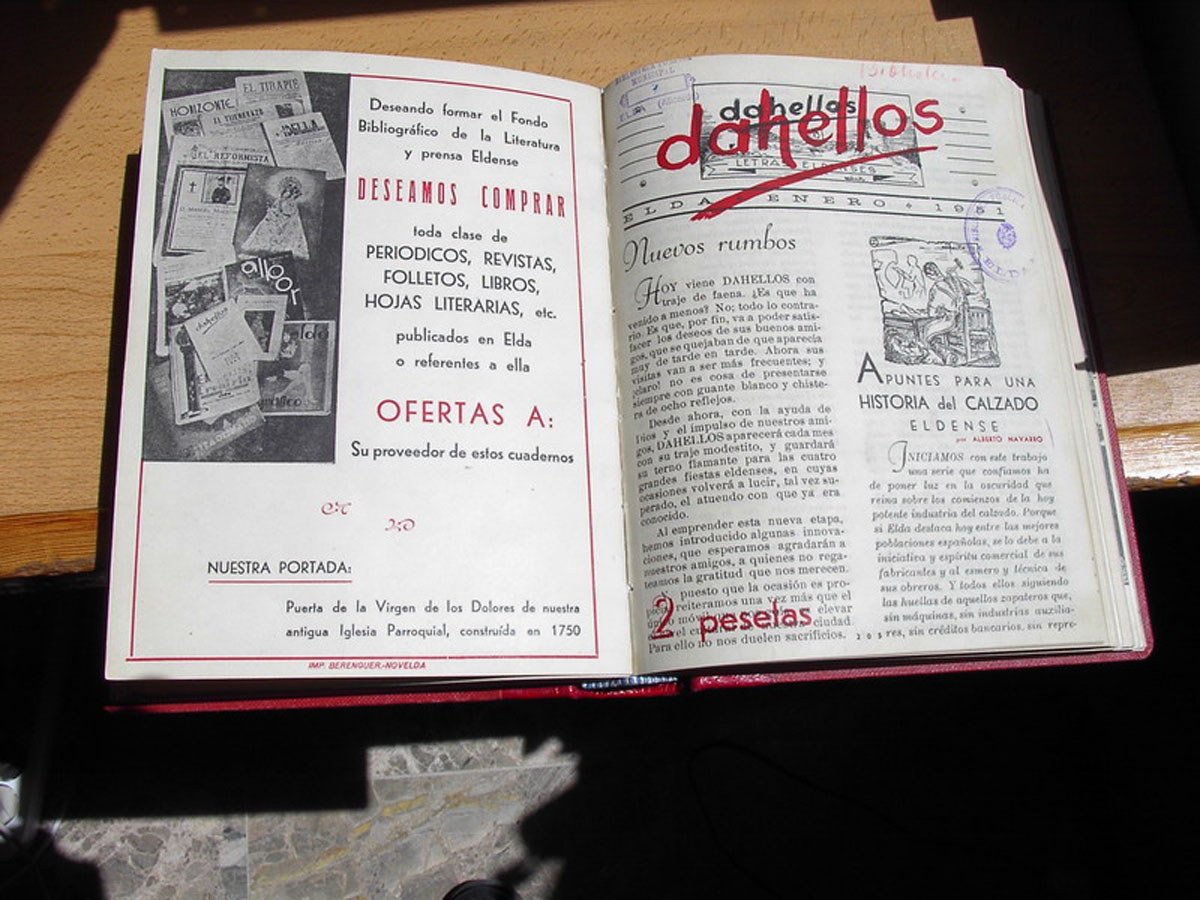 HORIZONTE
EL TIRAPIE
EL REFORMISTA
albor
dahellos
Deseando formar el Fondo
Bibliográfico de la Literatura
y prensa Eldense
DESEAMOS COMPRAR
toda clase de
PERIODICOS, REVISTAS,
FOLLETOS, LIBROS,
HOJAS LITERARIAS, etc.
publicados en Elda
o referentes a ella
OFERTAS A:
Su proveedor de estos cuadernos
NUESTRA PORTADA:
Puerta de la Virgen de los Dolores de nuestra
antigua Iglesia Parroquial, construída en 1750
IMP. BERENGUER.-NOVELDA
MUNICIPAL
dahellos
dahellos
LETRAS ELDENSES
ELDA ENERO 1951
ELDA
Nuevos rumbos
HOY viene DAHELLOS con
traje de faena. ¿Es que ha
venido a menos? No; todo lo contra-
rio. Es que, por fin, va a poder satis-
facer los deseos de sus buenos ami-
gos, que se quejaban de que aparecía
muy de tarde en tarde. Ahora sus
visitas van a ser más frecuentes; y
¡claro! no es cosa de presentarse
siempre con guante blanco y chiste-
ra de ocho reflejos.
Desde ahora, con la ayuda de
Dios y el impulso de nuestros ami-
gos, DAHELLOS aparecerá cada mes
con su traje modestito, y guardará
su terno flamante para las cuatro
grandes fiestas eldenses, en cuyas
ocasiones volverá a lucir, tal vez su-
perado, el atuendo con que ya era
conocido.
Al emprender esta nueva etapa,
hemos introducido algunas innova-
ciones, que esperamos agradarán a
nuestros amigos, a quienes no rega-
teamos la gratitud que nos merecen.
Y puesto que la ocasión es pro-
reiteramos una vez más que el
elevar
el ciudad.
Para ello no nos duelen sacrificios.
2 pesetas
APUNTES PARA UNA
HISTORIA del CALZADO
ELDENSE
por ALBERTO NAVARRO
INICIAMOS con este trabajo
una serie que confiamos ha
de poner luz en la oscuridad que
reina sobre los comienzos de la hoy
potente industria del calzado. Porque
si Elda destaca hoy entre las mejores
poblaciones españolas, se lo debe a la
iniciativa y espíritu comercial de sus
fabricantes y al esmero y técnica de
sus obreros. Y todos ellos siguiendo
las huellas de aquellos zapateros que,
sin máquinas, sin industrias auxilia-
res, sin créditos bancarios, sin repre-
205